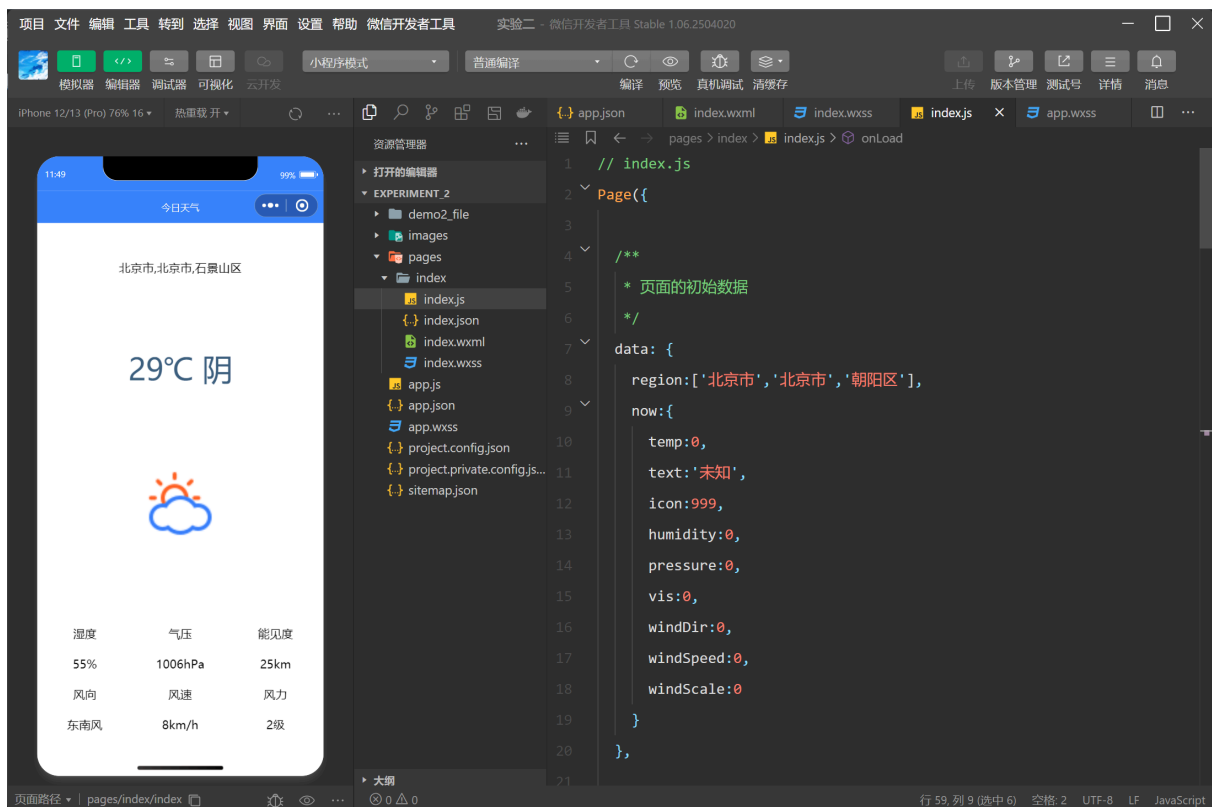 项目 文件 编辑 工具 转到 选择 视图 界面 设置 帮助 微信开发者工具 实验二 - 微信开发者工具 Stable 1.06.2504020
模拟器 编辑器 调试器 可视化 云开发 小程序模式 普通编译 编译 预览 真机调试 清缓存 上传 版本管理 测试号 详情 消息
iPhone 12/13 (Pro) 76% 16 热重载 开
11:49 99%
今日天气
北京市,北京市,石景山区
29℃ 阴
湿度 气压 能见度
55% 1006hPa 25km
风向 风速 风力
东南风 8km/h 2级
页面路径 pages/index/index
资源管理器
打开的编辑器
EXPERIMENT_2
demo2_file
images
pages
index
index.js
index.json
index.wxml
index.wxss
app.js
app.json
app.wxss
project.config.json
project.private.config.js...
sitemap.json
大纲
0 0
app.json index.wxml index.wxss index.js app.wxss
pages > index > index.js > onLoad
1 // index.js
2 Page({
3
4 /**
5 * 页面的初始数据
6 */
7 data: {
8 region:['北京市','北京市','朝阳区'],
9 now:{
10 temp:0,
11 text:'未知',
12 icon:999,
13 humidity:0,
14 pressure:0,
15 vis:0,
16 windDir:0,
17 windSpeed:0,
18 windScale:0
19 }
20 },
21
行 59, 列 9 (选中 6) 空格: 2 UTF-8 LF JavaScript